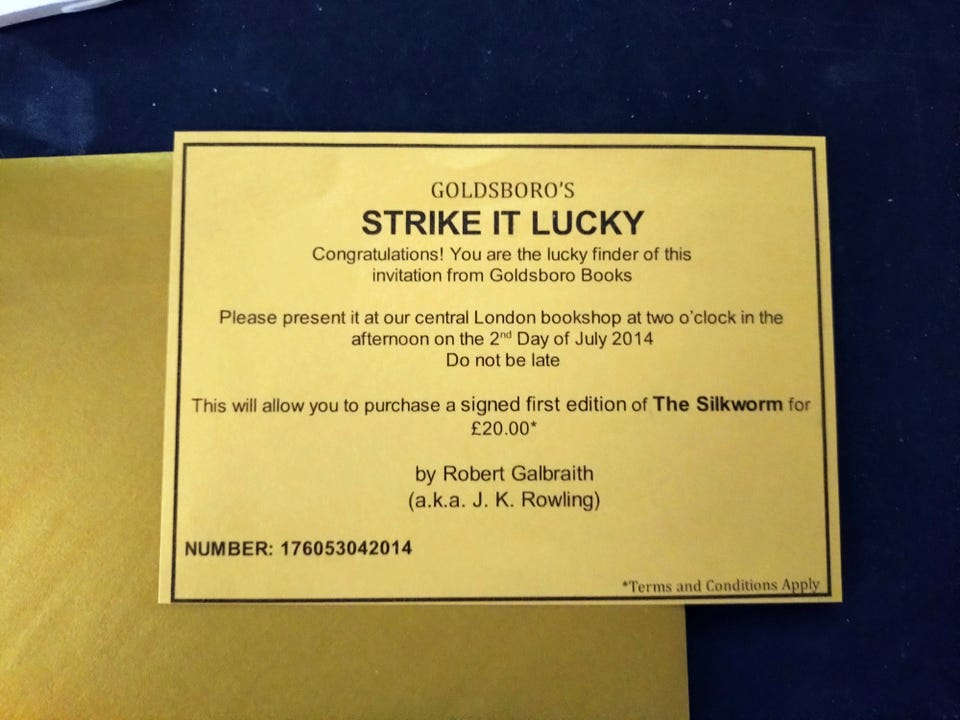 GOLDSBORO'S
STRIKE IT LUCKY
Congratulations! You are the lucky finder of this
invitation from Goldsboro Books
Please present it at our central London bookshop at two o'clock in the
afternoon on the 2nd Day of July 2014
Do not be late
This will allow you to purchase a signed first edition of The Silkworm for
£20.00*
by Robert Galbraith
(a.k.a. J. K. Rowling)
NUMBER: 176053042014
*Terms and Conditions Apply